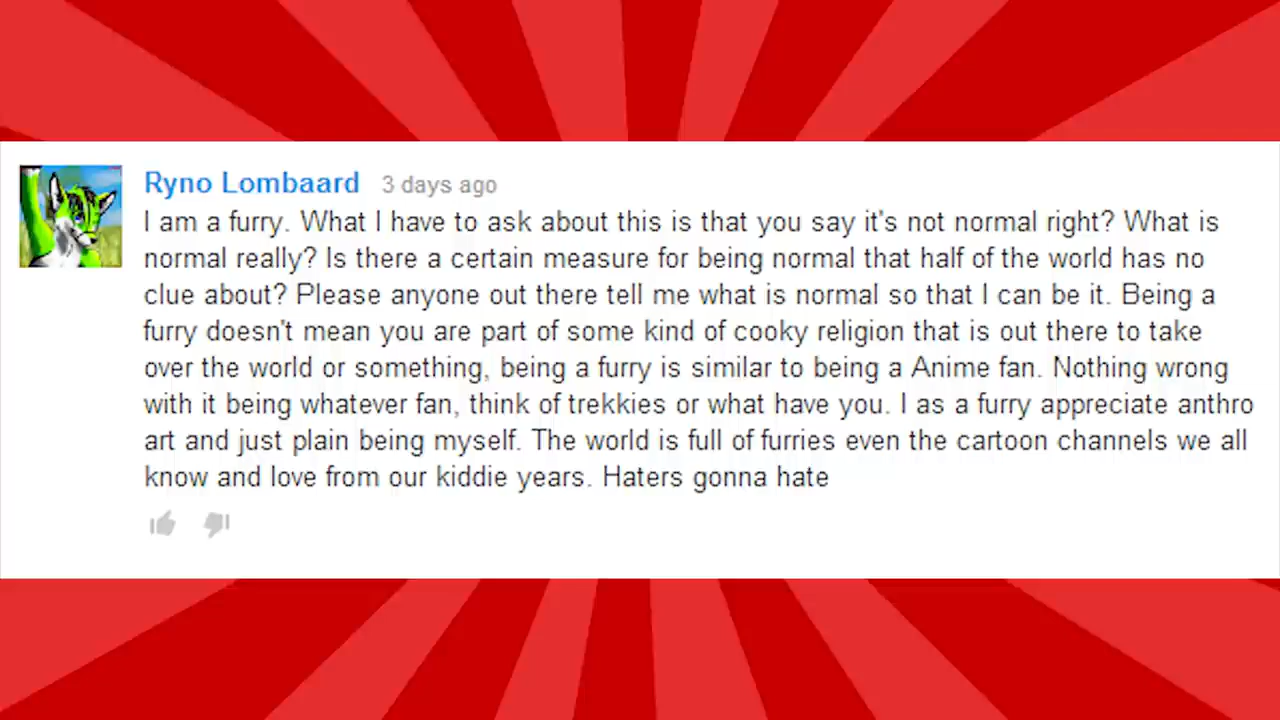 Ryno Lombaard 3 days ago
I am a furry. What I have to ask about this is that you say it's not normal right? What is
normal really? Is there a certain measure for being normal that half of the world has no
clue about? Please anyone out there tell me what is normal so that I can be it. Being a
furry doesn't mean you are part of some kind of cooky religion that is out there to take
over the world or something, being a furry is similar to being a Anime fan. Nothing wrong
with it being whatever fan, think of trekkies or what have you. I as a furry appreciate anthro
art and just plain being myself. The world is full of furries even the cartoon channels we all
know and love from our kiddie years. Haters gonna hate